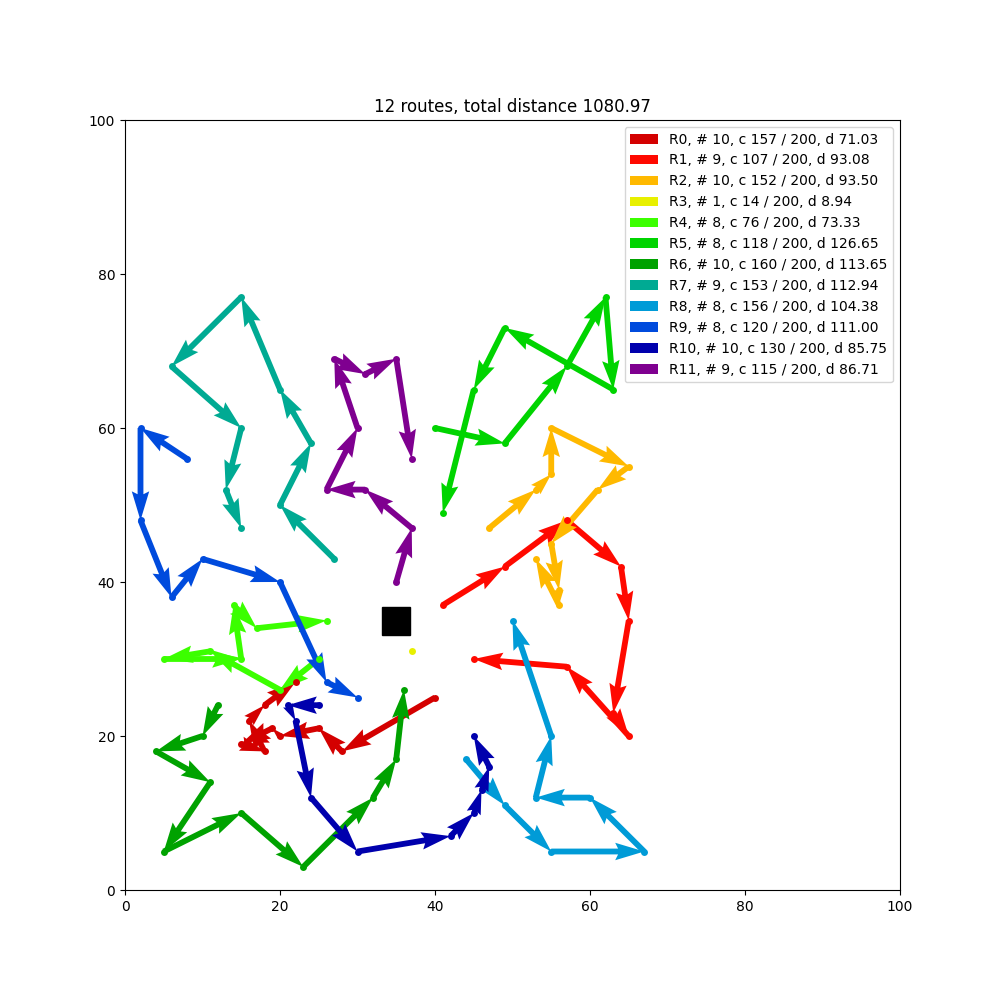 12 routes, total distance 1080.97
R0, # 10, c 157 / 200, d 71.03
R1, # 9, c 107 / 200, d 93.08
R2, # 10, c 152 / 200, d 93.50
R3, # 1, c 14 / 200, d 8.94
R4, # 8, c 76 / 200, d 73.33
R5, # 8, c 118 / 200, d 126.65
R6, # 10, c 160 / 200, d 113.65
R7, # 9, c 153 / 200, d 112.94
R8, # 8, c 156 / 200, d 104.38
R9, # 8, c 120 / 200, d 111.00
R10, # 10, c 130 / 200, d 85.75
R11, # 9, c 115 / 200, d 86.71
100
80
60
40
20
0
0 20 40 60 80 100